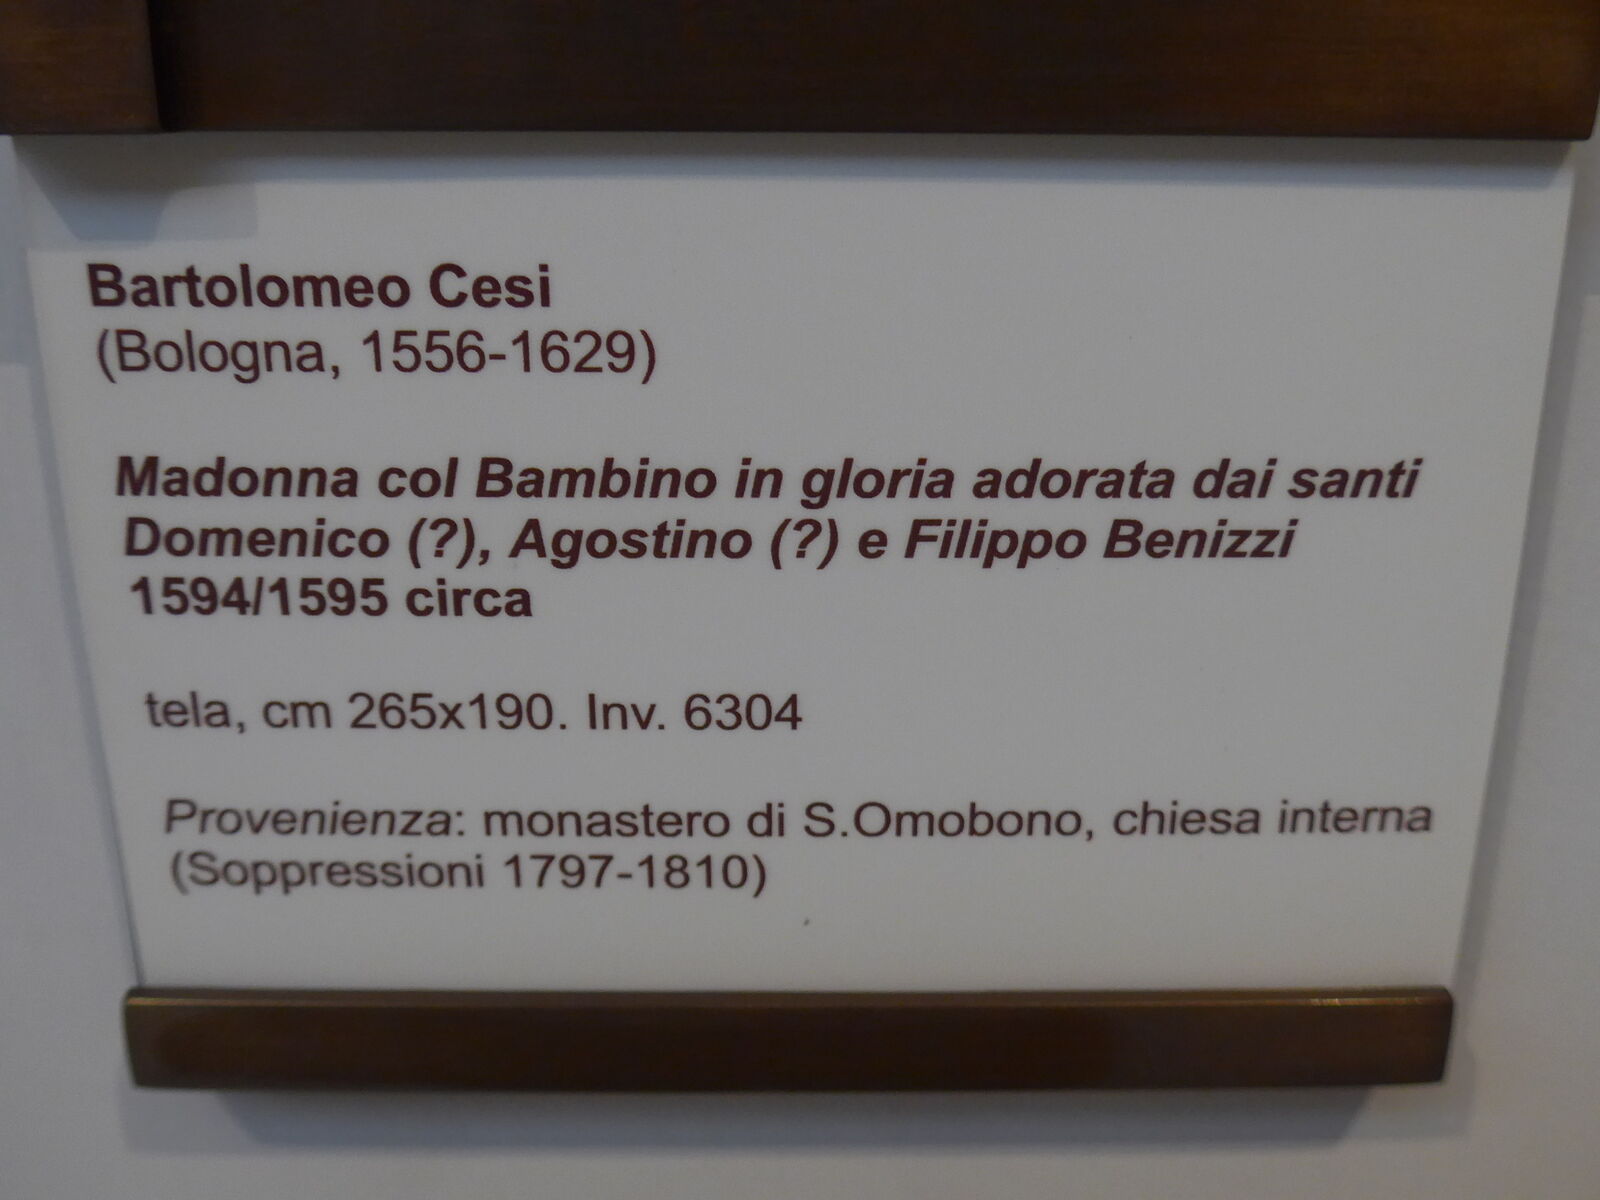 Bartolomeo Cesi
(Bologna, 1556-1629)
Madonna col Bambino in gloria adorata dai santi
Domenico (?), Agostino (?) e Filippo Benizzi
1594/1595 circa
tela, cm 265x190. Inv. 6304
Provenienza: monastero di S.Omobono, chiesa interna
(Soppressioni 1797-1810)